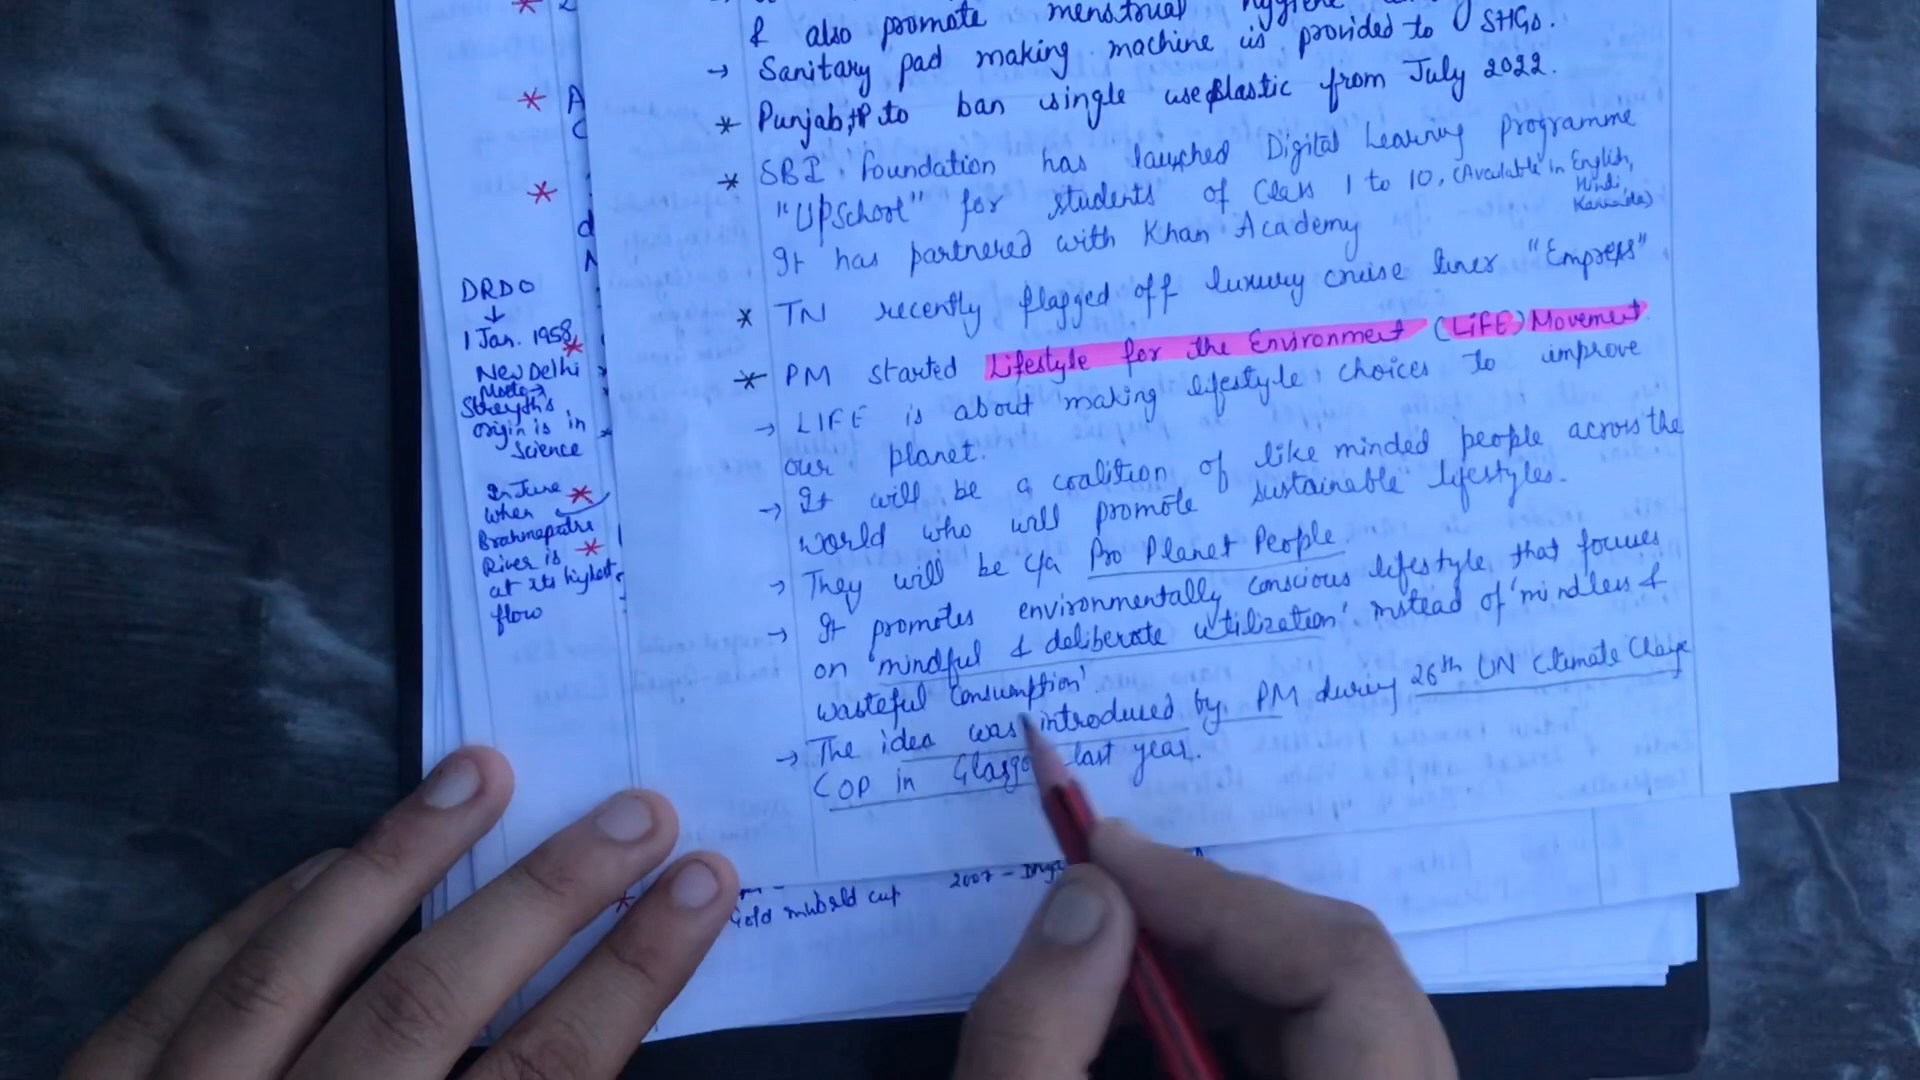 & also promote menstrual hygiene
→ Sanitary pad making machine is provided to SHGs.
* Punjab, HP to ban single use plastic from July 2022.
* SBI Foundation has launched Digital Learning Programme
"UpSchool" for students of Class 1 to 10. (Available in English,
Hindi,
Kannada)
It has partnered with Khan Academy
* TN recently flagged off luxury cruise liner "Empress"
* PM started Lifestyle for the Environment (LiFE) Movement.
→ LIFE is about making lifestyle choices to improve
our planet.
→ It will be a coalition of like minded people across the
world who will promote sustainable lifestyles.
→ They will be c/a Pro Planet People
→ It promotes environmentally conscious lifestyle that focuses
on 'mindful & deliberate utilization' instead of 'mindless &
wasteful consumption'.
→ The idea was introduced by PM during 26th UN Climate Change
COP in Glasgo last year.
DRDO
↓
1 Jan. 1958
New Delhi
Moto →
Strength's
origin is in
Science
In June
when
Brahmaputra
River is
at its highest
flow
cup 2007 –